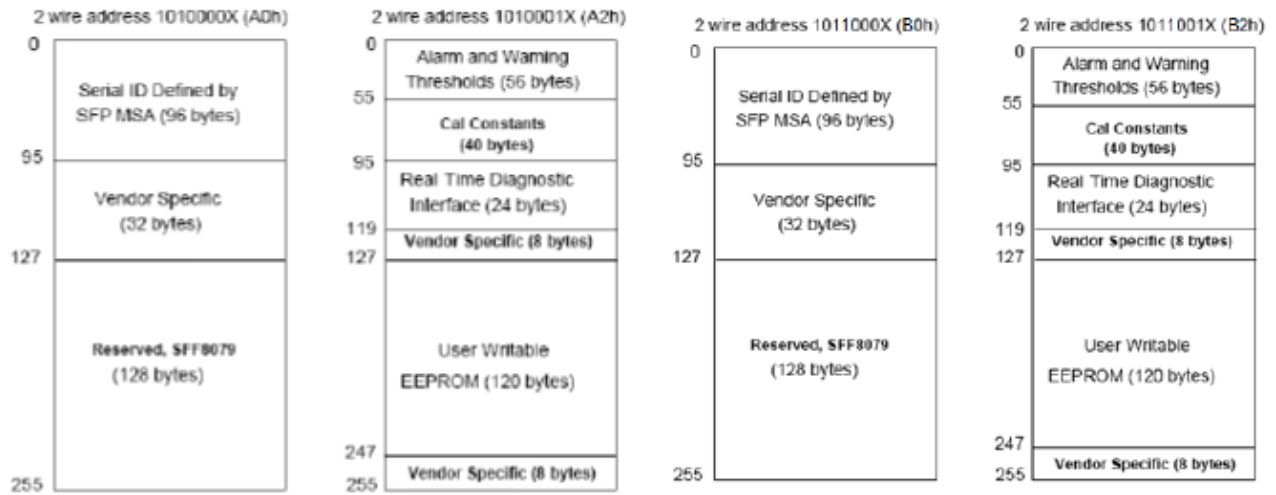 2 wire address 1010000X (A0h)
0
Serial ID Defined by
SFP MSA (96 bytes)
95
Vendor Specific
(32 bytes)
127
Reserved, SFF8079
(128 bytes)
255
2 wire address 1010001X (A2h)
0
Alarm and Warning
Thresholds (56 bytes)
55
Cal Constants
(40 bytes)
95
Real Time Diagnostic
Interface (24 bytes)
119
Vendor Specific (8 bytes)
127
User Writable
EEPROM (120 bytes)
247
Vendor Specific (8 bytes)
255
2 wire address 1011000X (B0h)
0
Serial ID Defined by
SFP MSA (96 bytes)
95
Vendor Specific
(32 bytes)
127
Reserved, SFF8079
(128 bytes)
255
2 wire address 1011001X (B2h)
0
Alarm and Warning
Thresholds (56 bytes)
55
Cal Constants
(40 bytes)
95
Real Time Diagnostic
Interface (24 bytes)
119
Vendor Specific (8 bytes)
127
User Writable
EEPROM (120 bytes)
247
Vendor Specific (8 bytes)
255